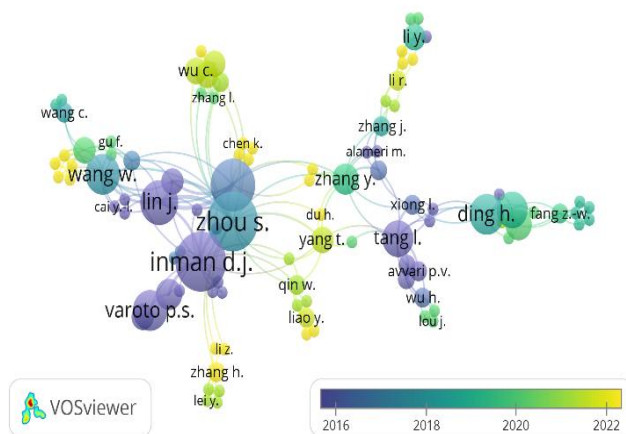 li y.
wu c.
li r.
zhang l.
wang c.
zhang j.
gu f.
chen k.
alameri m.
wang w.
zhang y.
cai y.-l.
lin j.
xiong l.
zhou s.
du h.
ding h.
fang z.-w.
yang t.
tang l.
inman d.j.
avvari p.v.
qin w.
wu h.
varoto p.s.
liao y.
lou j.
li z.
zhang h.
lei y.
VOSviewer
2016 2018 2020 2022